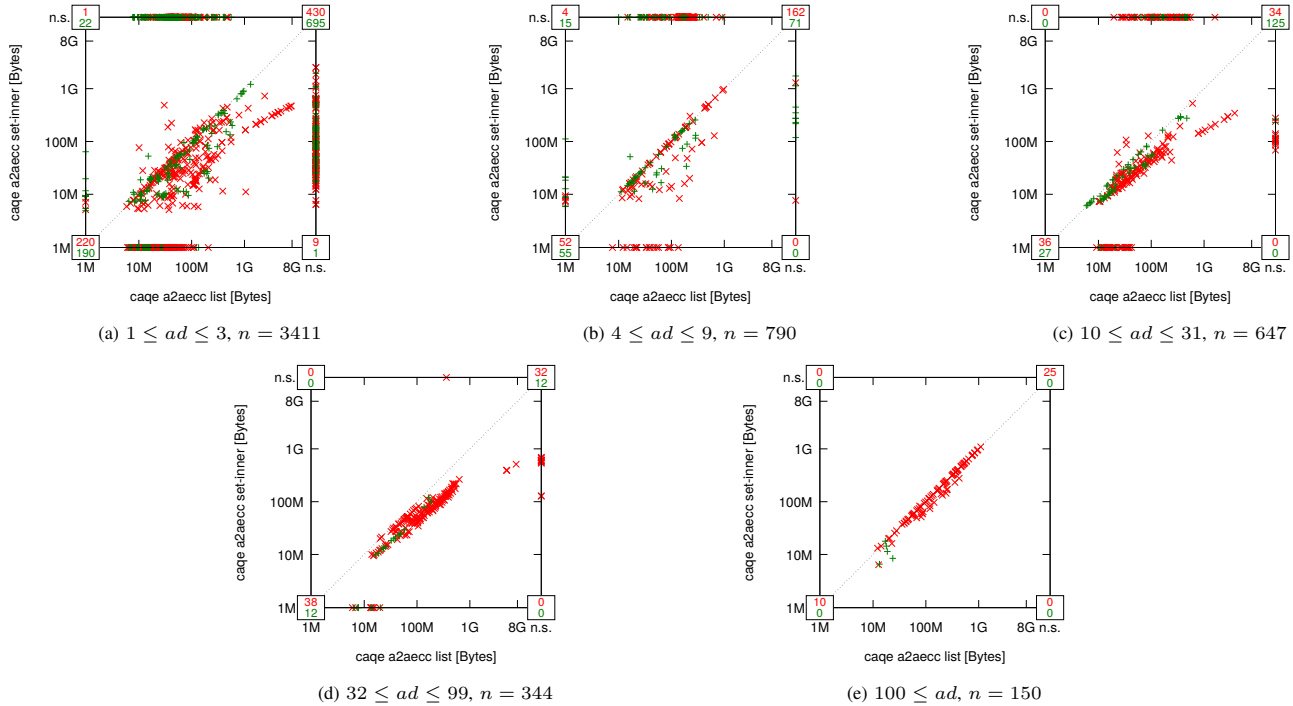 n.s.
8G
1G
100M
10M
1M
1M
10M
100M
1G
8G n.s.
1
22
430
695
220
190
9
1
caqe a2aecc set-inner [Bytes]
caqe a2aecc list [Bytes]
(a) 1 ≤ ad ≤ 3, n = 3411
n.s.
8G
1G
100M
10M
1M
1M
10M
100M
1G
8G n.s.
4
15
162
71
52
55
0
0
caqe a2aecc set-inner [Bytes]
caqe a2aecc list [Bytes]
(b) 4 ≤ ad ≤ 9, n = 790
n.s.
8G
1G
100M
10M
1M
1M
10M
100M
1G
8G n.s.
0
0
34
125
36
27
0
0
caqe a2aecc set-inner [Bytes]
caqe a2aecc list [Bytes]
(c) 10 ≤ ad ≤ 31, n = 647
n.s.
8G
1G
100M
10M
1M
1M
10M
100M
1G
8G n.s.
0
0
32
12
38
12
0
0
caqe a2aecc set-inner [Bytes]
caqe a2aecc list [Bytes]
(d) 32 ≤ ad ≤ 99, n = 344
n.s.
8G
1G
100M
10M
1M
1M
10M
100M
1G
8G n.s.
0
0
25
0
10
0
0
0
caqe a2aecc set-inner [Bytes]
caqe a2aecc list [Bytes]
(e) 100 ≤ ad, n = 150